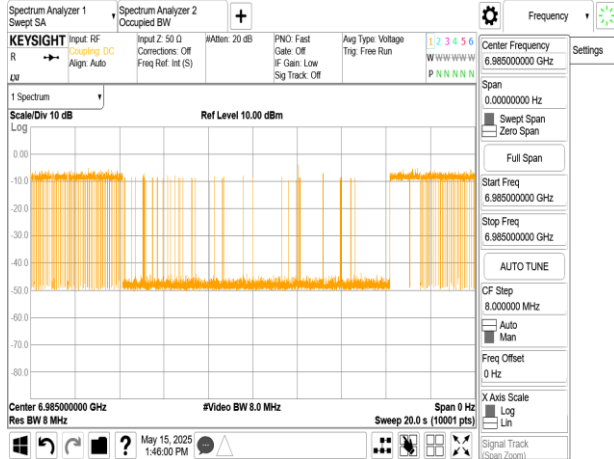 Spectrum Analyzer 1
Swept SA
Spectrum Analyzer 2
Occupied BW
+
Frequency
KEYSIGHT
R
Input: RF
Coupling: DC
Align: Auto
Input Z: 50 Ω
Corrections: Off
Freq Ref: Int (S)
#Atten: 20 dB
PNO: Fast
Gate: Off
IF Gain: Low
Sig Track: Off
Avg Type: Voltage
Trig: Free Run
1 2 3 4 5 6
W W W W W W
P N N N N N
1 Spectrum
Scale/Div 10 dB
Ref Level 10.00 dBm
Log
0.00
-10.0
-20.0
-30.0
-40.0
-50.0
-60.0
-70.0
-80.0
Center 6.985000000 GHz
#Video BW 8.0 MHz
Span 0 Hz
Res BW 8 MHz
Sweep 20.0 s (10001 pts)
?
May 15, 2025
1:46:00 PM
Center Frequency
6.985000000 GHz
Settings
Span
0.00000000 Hz
Swept Span
Zero Span
Full Span
Start Freq
6.985000000 GHz
Stop Freq
6.985000000 GHz
AUTO TUNE
CF Step
8.000000 MHz
Auto
Man
Freq Offset
0 Hz
X Axis Scale
Log
Lin
Signal Track
(Span Zoom)